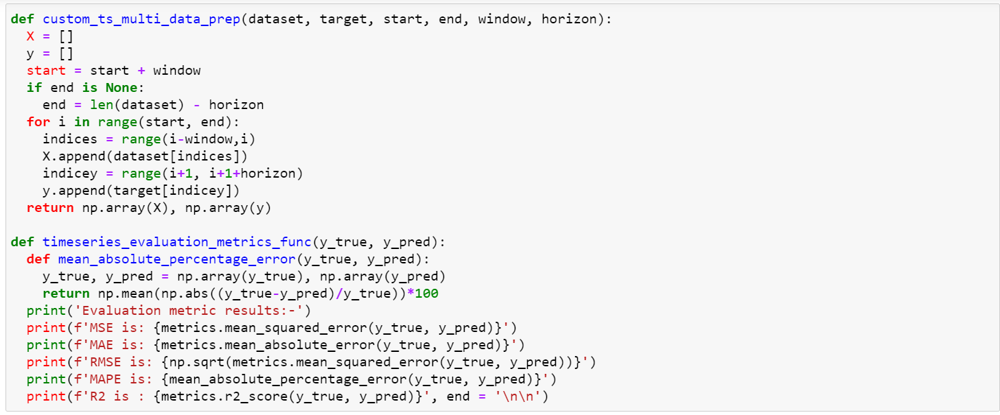 def custom_ts_multi_data_prep(dataset, target, start, end, window, horizon):
  X = []
  y = []
  start = start + window
  if end is None:
    end = len(dataset) - horizon
  for i in range(start, end):
    indices = range(i-window,i)
    X.append(dataset[indices])
    indicey = range(i+1, i+1+horizon)
    y.append(target[indicey])
  return np.array(X), np.array(y)

def timeseries_evaluation_metrics_func(y_true, y_pred):
  def mean_absolute_percentage_error(y_true, y_pred):
    y_true, y_pred = np.array(y_true), np.array(y_pred)
    return np.mean(np.abs((y_true-y_pred)/y_true))*100
  print('Evaluation metric results:-')
  print(f'MSE is: {metrics.mean_squared_error(y_true, y_pred)}')
  print(f'MAE is: {metrics.mean_absolute_error(y_true, y_pred)}')
  print(f'RMSE is: {np.sqrt(metrics.mean_squared_error(y_true, y_pred))}')
  print(f'MAPE is: {mean_absolute_percentage_error(y_true, y_pred)}')
  print(f'R2 is : {metrics.r2_score(y_true, y_pred)}', end = '\n\n')